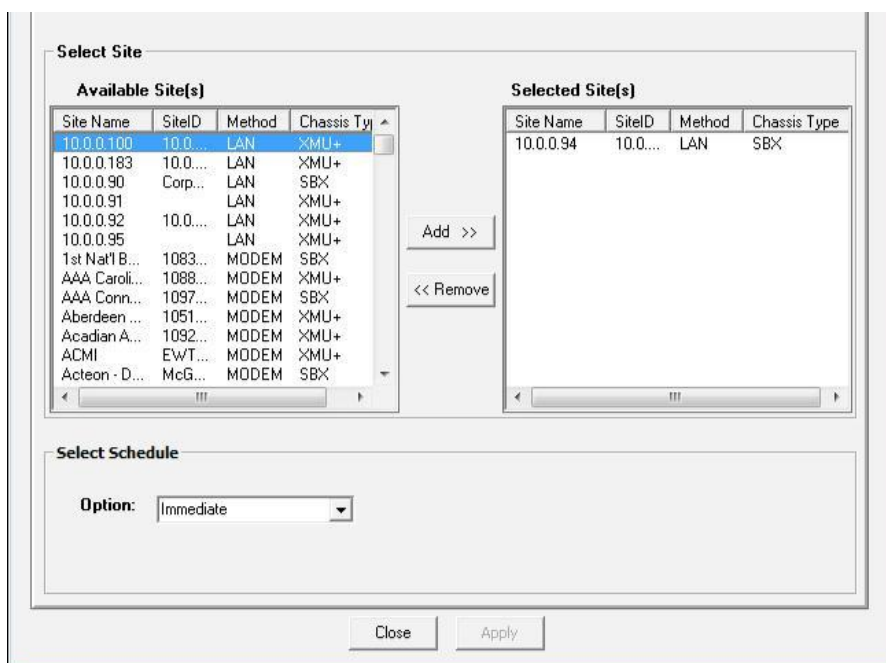 Select Site
Available Site(s)
Selected Site(s)
Site Name SiteID Method Chassis Ty
10.0.0.100 10.0.... LAN XMU+
10.0.0.183 10.0.... LAN XMU+
10.0.0.90 Corp... LAN SBX
10.0.0.91 LAN XMU+
10.0.0.92 10.0.... LAN XMU+
10.0.0.95 LAN XMU+
1st Nat'l B... 1083... MODEM SBX
AAA Caroli... 1088... MODEM XMU+
AAA Conn... 1097... MODEM SBX
Aberdeen ... 1051... MODEM XMU+
Acadian A... 1092... MODEM XMU+
ACMI EWT... MODEM XMU+
Acteon - D... McG... MODEM SBX
Add >>
<< Remove
Site Name SiteID Method Chassis Type
10.0.0.94 10.0.... LAN SBX
Select Schedule
Option: Immediate
Close Apply